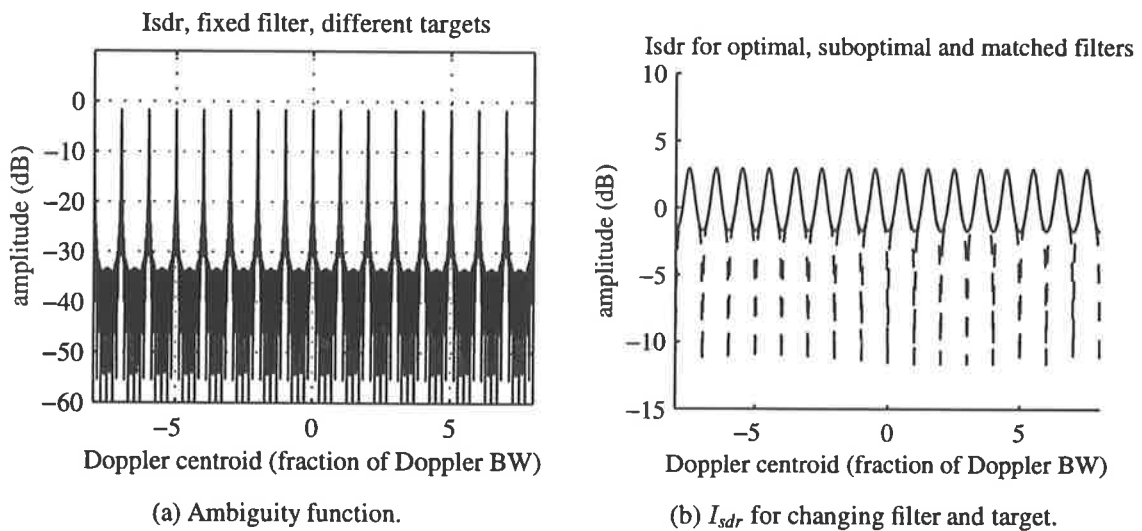 Isdr, fixed filter, different targets
0
−10
−20
−30
−40
−50
−60
amplitude (dB)
−5 0 5
Doppler centroid (fraction of Doppler BW)
(a) Ambiguity function.
Isdr for optimal, suboptimal and matched filters
10
5
0
−5
−10
−15
amplitude (dB)
−5 0 5
Doppler centroid (fraction of Doppler BW)
(b) Isdr for changing filter and target.